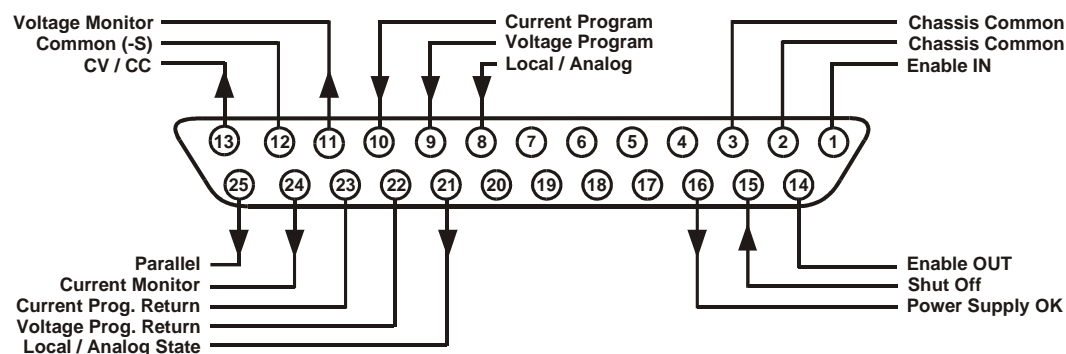 Voltage Monitor
Common (-S)
CV / CC
Current Program
Voltage Program
Local / Analog
Chassis Common
Chassis Common
Enable IN
13 12 11 10 9 8 7 6 5 4 3 2 1
25 24 23 22 21 20 19 18 17 16 15 14
Parallel
Current Monitor
Current Prog. Return
Voltage Prog. Return
Local / Analog State
Enable OUT
Shut Off
Power Supply OK